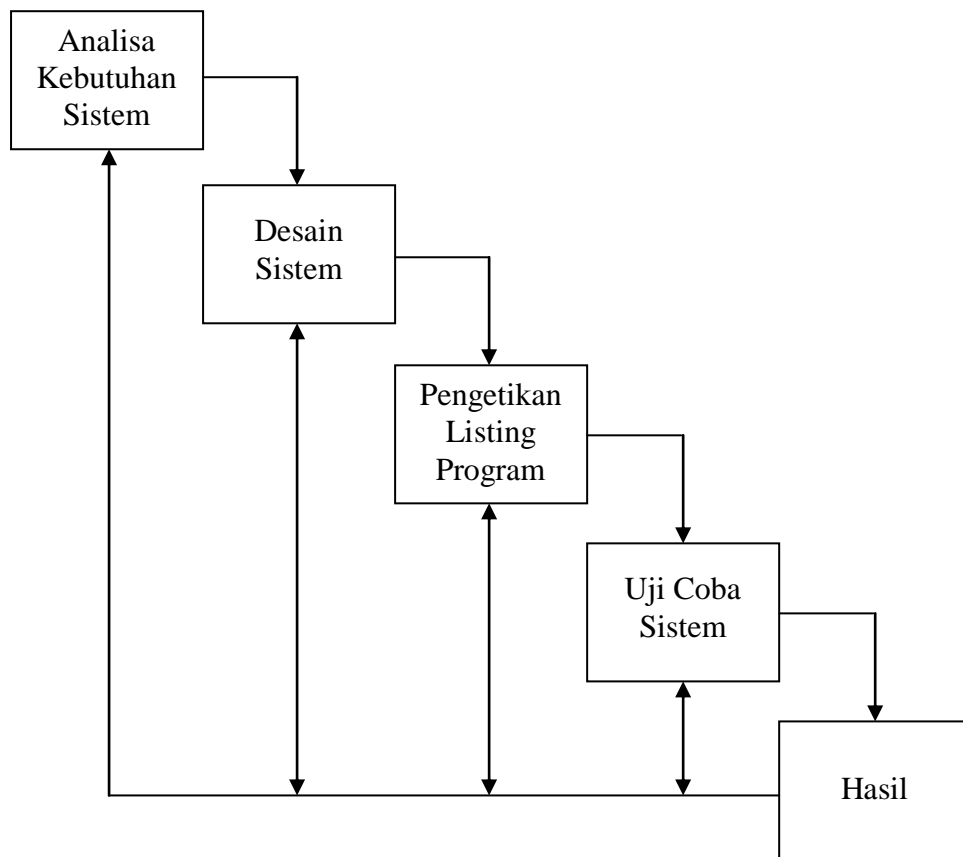 Analisa
Kebutuhan
Sistem
Desain
Sistem
Pengetikan
Listing
Program
Uji Coba
Sistem
Hasil